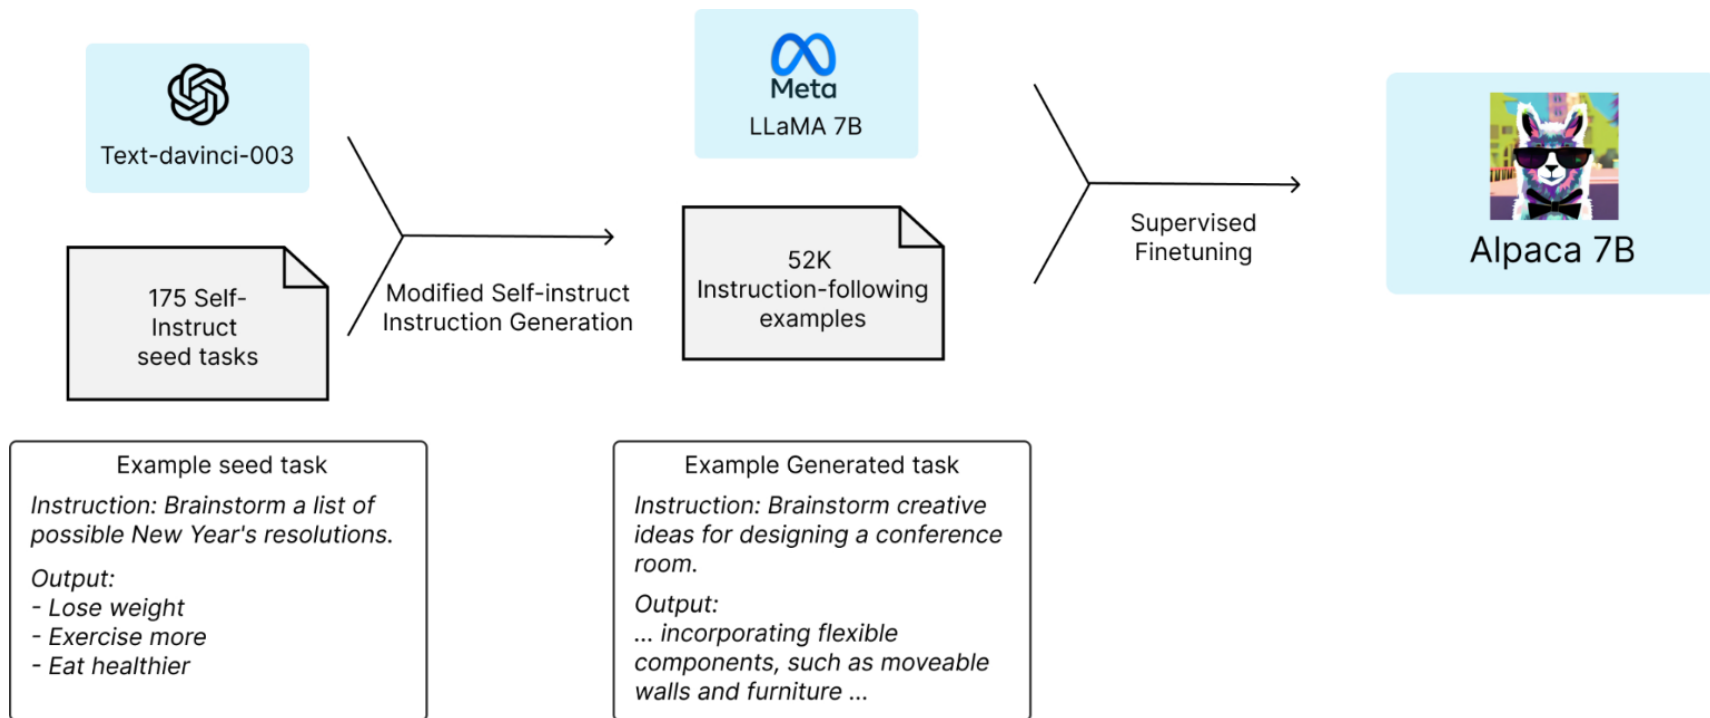 Text-davinci-003
175 Self-
Instruct
seed tasks
Modified Self-instruct
Instruction Generation
Meta
LLaMA 7B
52K
Instruction-following
examples
Supervised
Finetuning
Alpaca 7B
Example seed task
Instruction: Brainstorm a list of
possible New Year's resolutions.
Output:
- Lose weight
- Exercise more
- Eat healthier
Example Generated task
Instruction: Brainstorm creative
ideas for designing a conference
room.
Output:
... incorporating flexible
components, such as moveable
walls and furniture ...